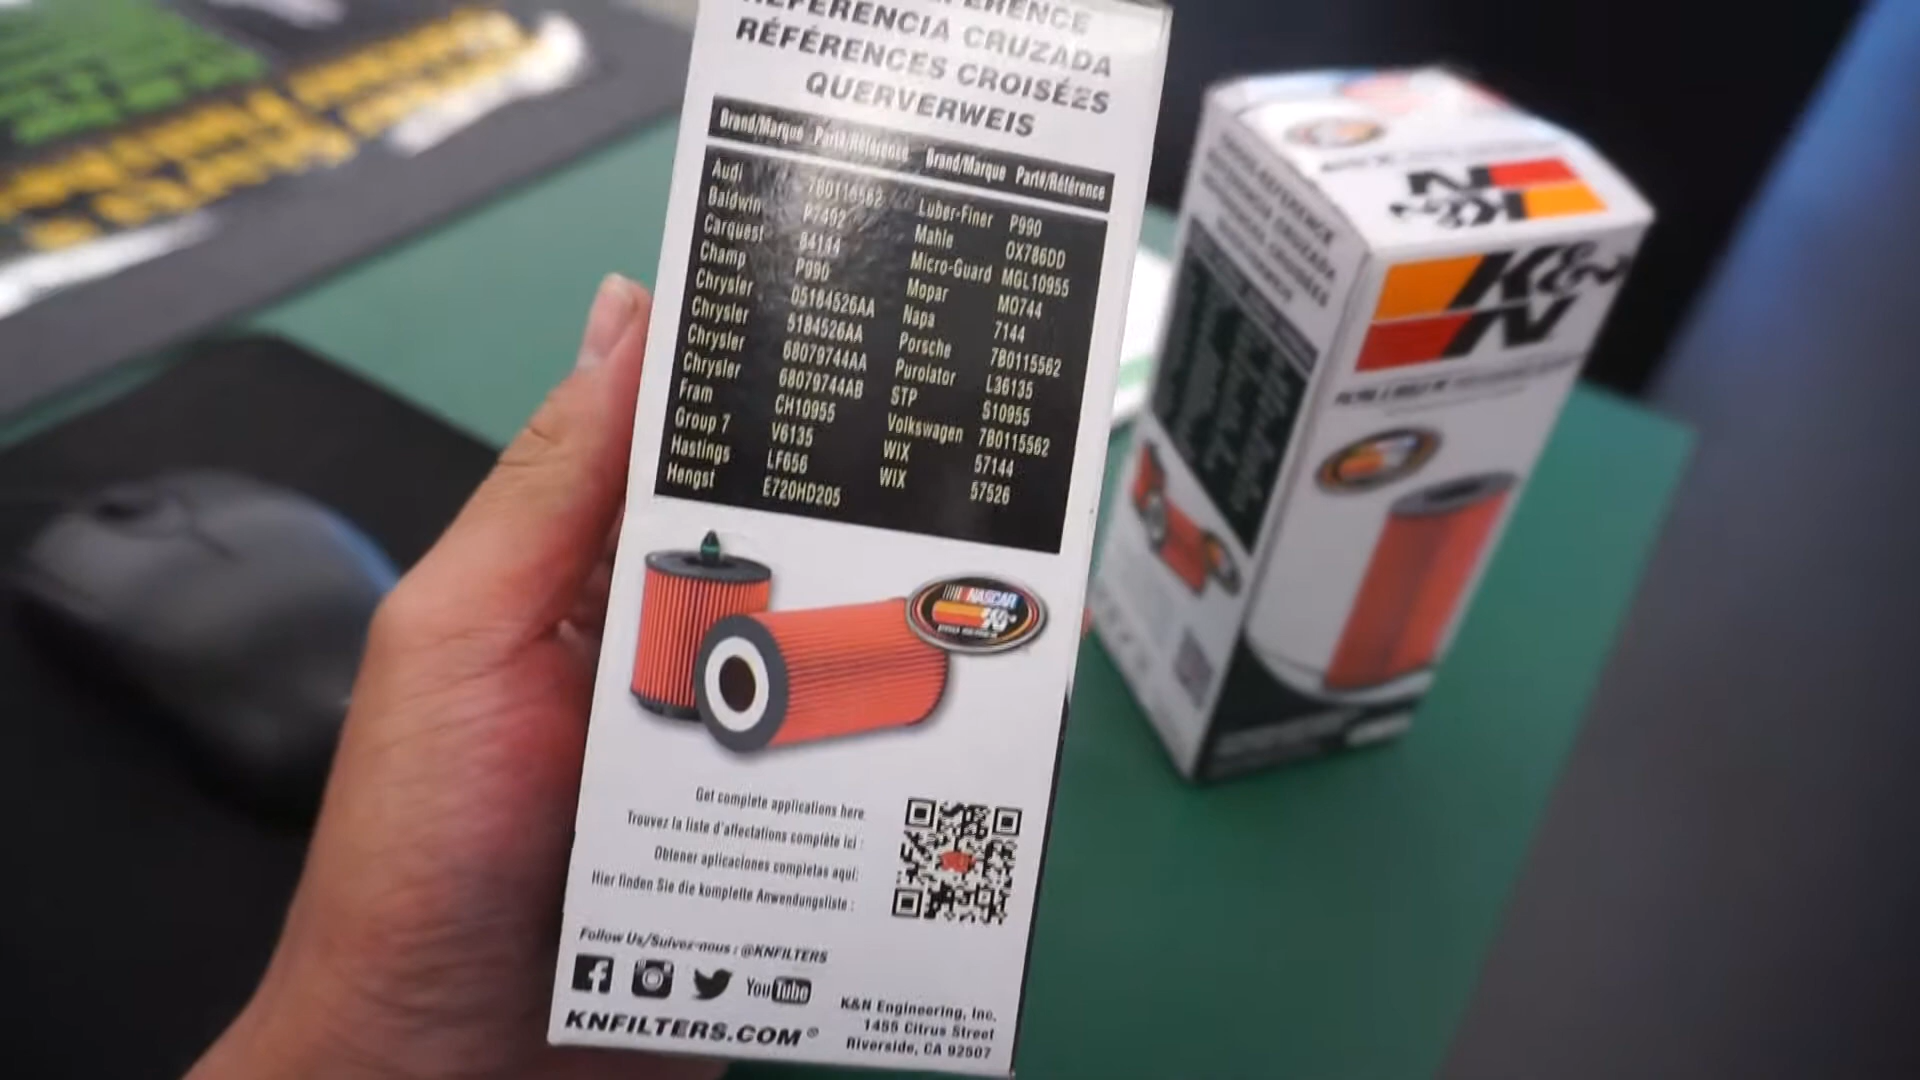 REFERENCIA CRUZADA
RÉFÉRENCES CROISÉES
QUERVERWEIS
Brand/Marque Parté/Référence Brand/Marque Parté/Référence
Audi 7B0115562 Luber-Finer P990
Baldwin P7492 Mahle OX786DD
Carquest 84144 Micro-Guard MGL10955
Champ P990 Mopar MO744
Chrysler 05184526AA Napa 7144
Chrysler 5184526AA Porsche 7B0115562
Chrysler 68079744AA Purolator L36135
Chrysler 68079744AB STP S10955
Fram CH10955 Volkswagen 7B0115562
Group 7 V6135 WIX 57144
Hastings LF656 WIX 57526
Hengst E720HD205
NASCAR
K&N
Get complete applications here:
Trouvez la liste d'affectations complète ici :
Obtener aplicaciones completas aquí:
Hier finden Sie die komplette Anwendungsliste :
Follow Us/Suivez-nous : @KNFILTERS
YouTube
KNFILTERS.COM®
K&N Engineering, Inc.
1455 Citrus Street
Riverside, CA 92507
K&N
K&N